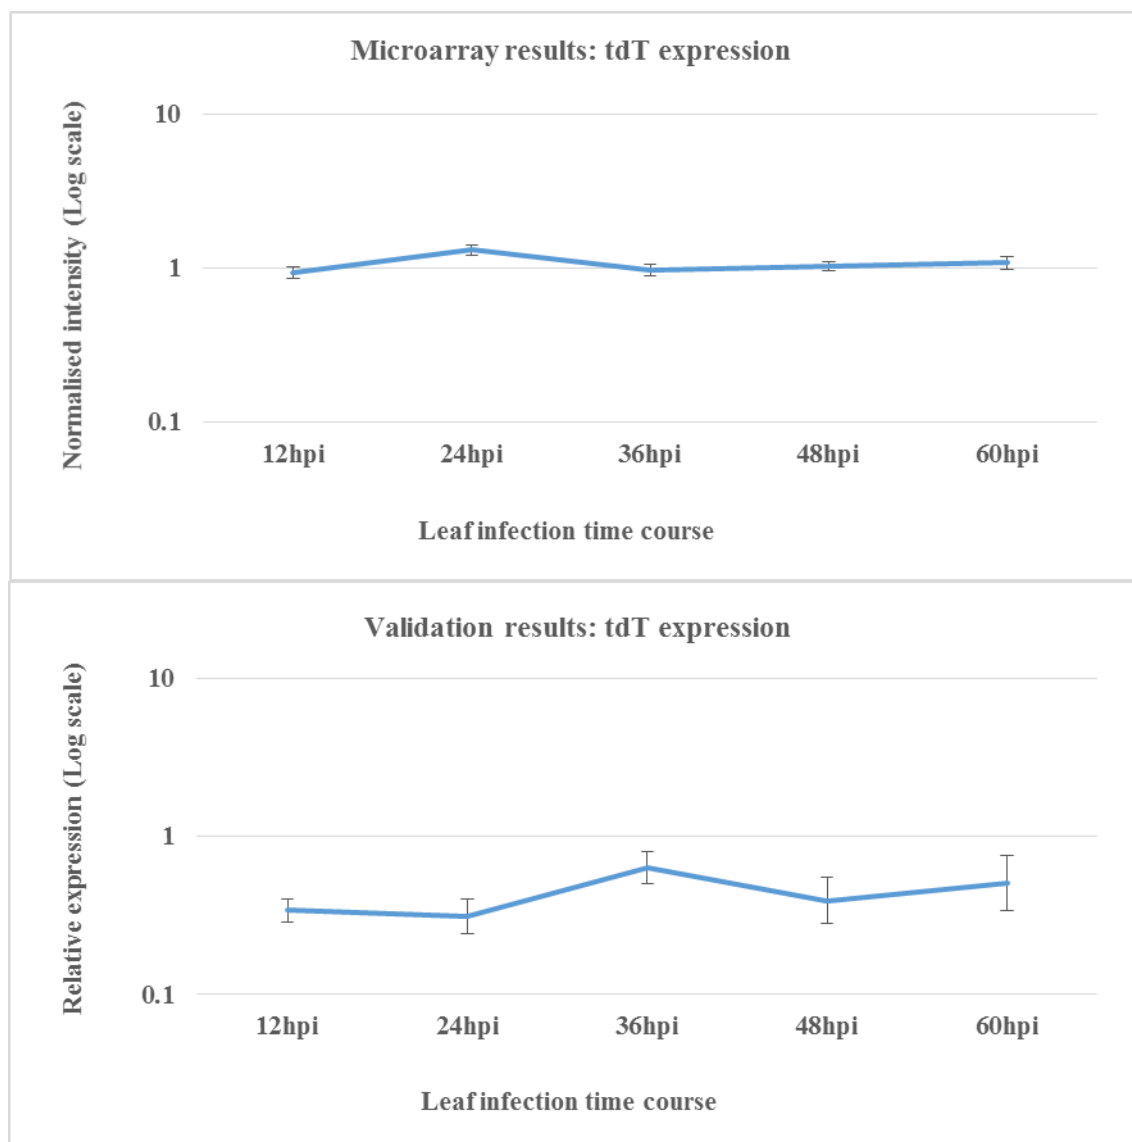 Microarray results: tdT expression
Normalised intensity (Log scale)
10
1
0.1
12hpi 24hpi 36hpi 48hpi 60hpi
Leaf infection time course
Validation results: tdT expression
Relative expression (Log scale)
10
1
0.1
12hpi 24hpi 36hpi 48hpi 60hpi
Leaf infection time course